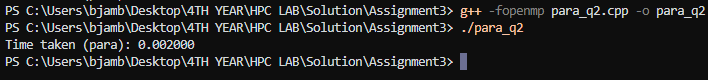 PS C:\Users\bjamb\Desktop\4TH YEAR\HPC LAB\Solution\Assignment3> g++ -fopenmp para_q2.cpp -o para_q2
PS C:\Users\bjamb\Desktop\4TH YEAR\HPC LAB\Solution\Assignment3> ./para_q2
Time taken (para): 0.002000
PS C:\Users\bjamb\Desktop\4TH YEAR\HPC LAB\Solution\Assignment3>